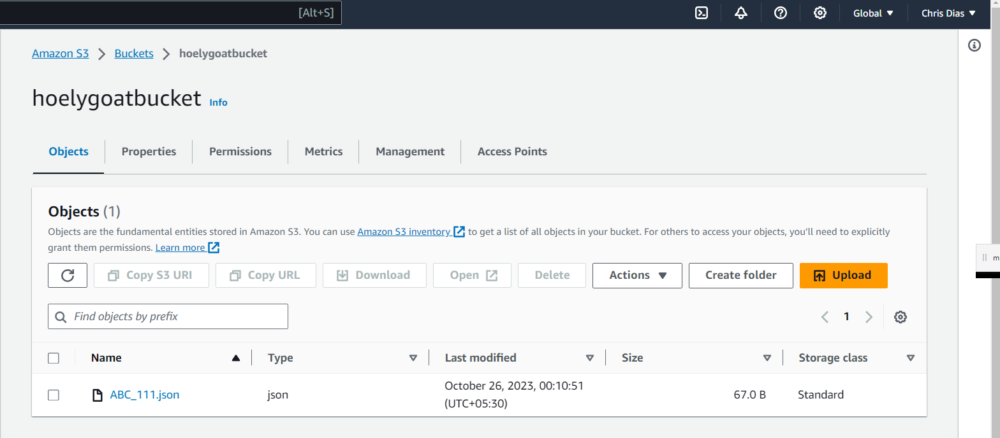 [Alt+S]
Global
Chris Dias
Amazon S3 Buckets hoelygoatbucket
hoelygoatbucket Info
Objects Properties Permissions Metrics Management Access Points
Objects (1)
Objects are the fundamental entities stored in Amazon S3. You can use Amazon S3 inventory to get a list of all objects in your bucket. For others to access your objects, you’ll need to explicitly
grant them permissions. Learn more
Copy S3 URI Copy URL Download Open Delete Actions Create folder Upload
m
Find objects by prefix
1
Name Type Last modified Size Storage class
ABC_111.json json October 26, 2023, 00:10:51 67.0 B Standard
(UTC+05:30)